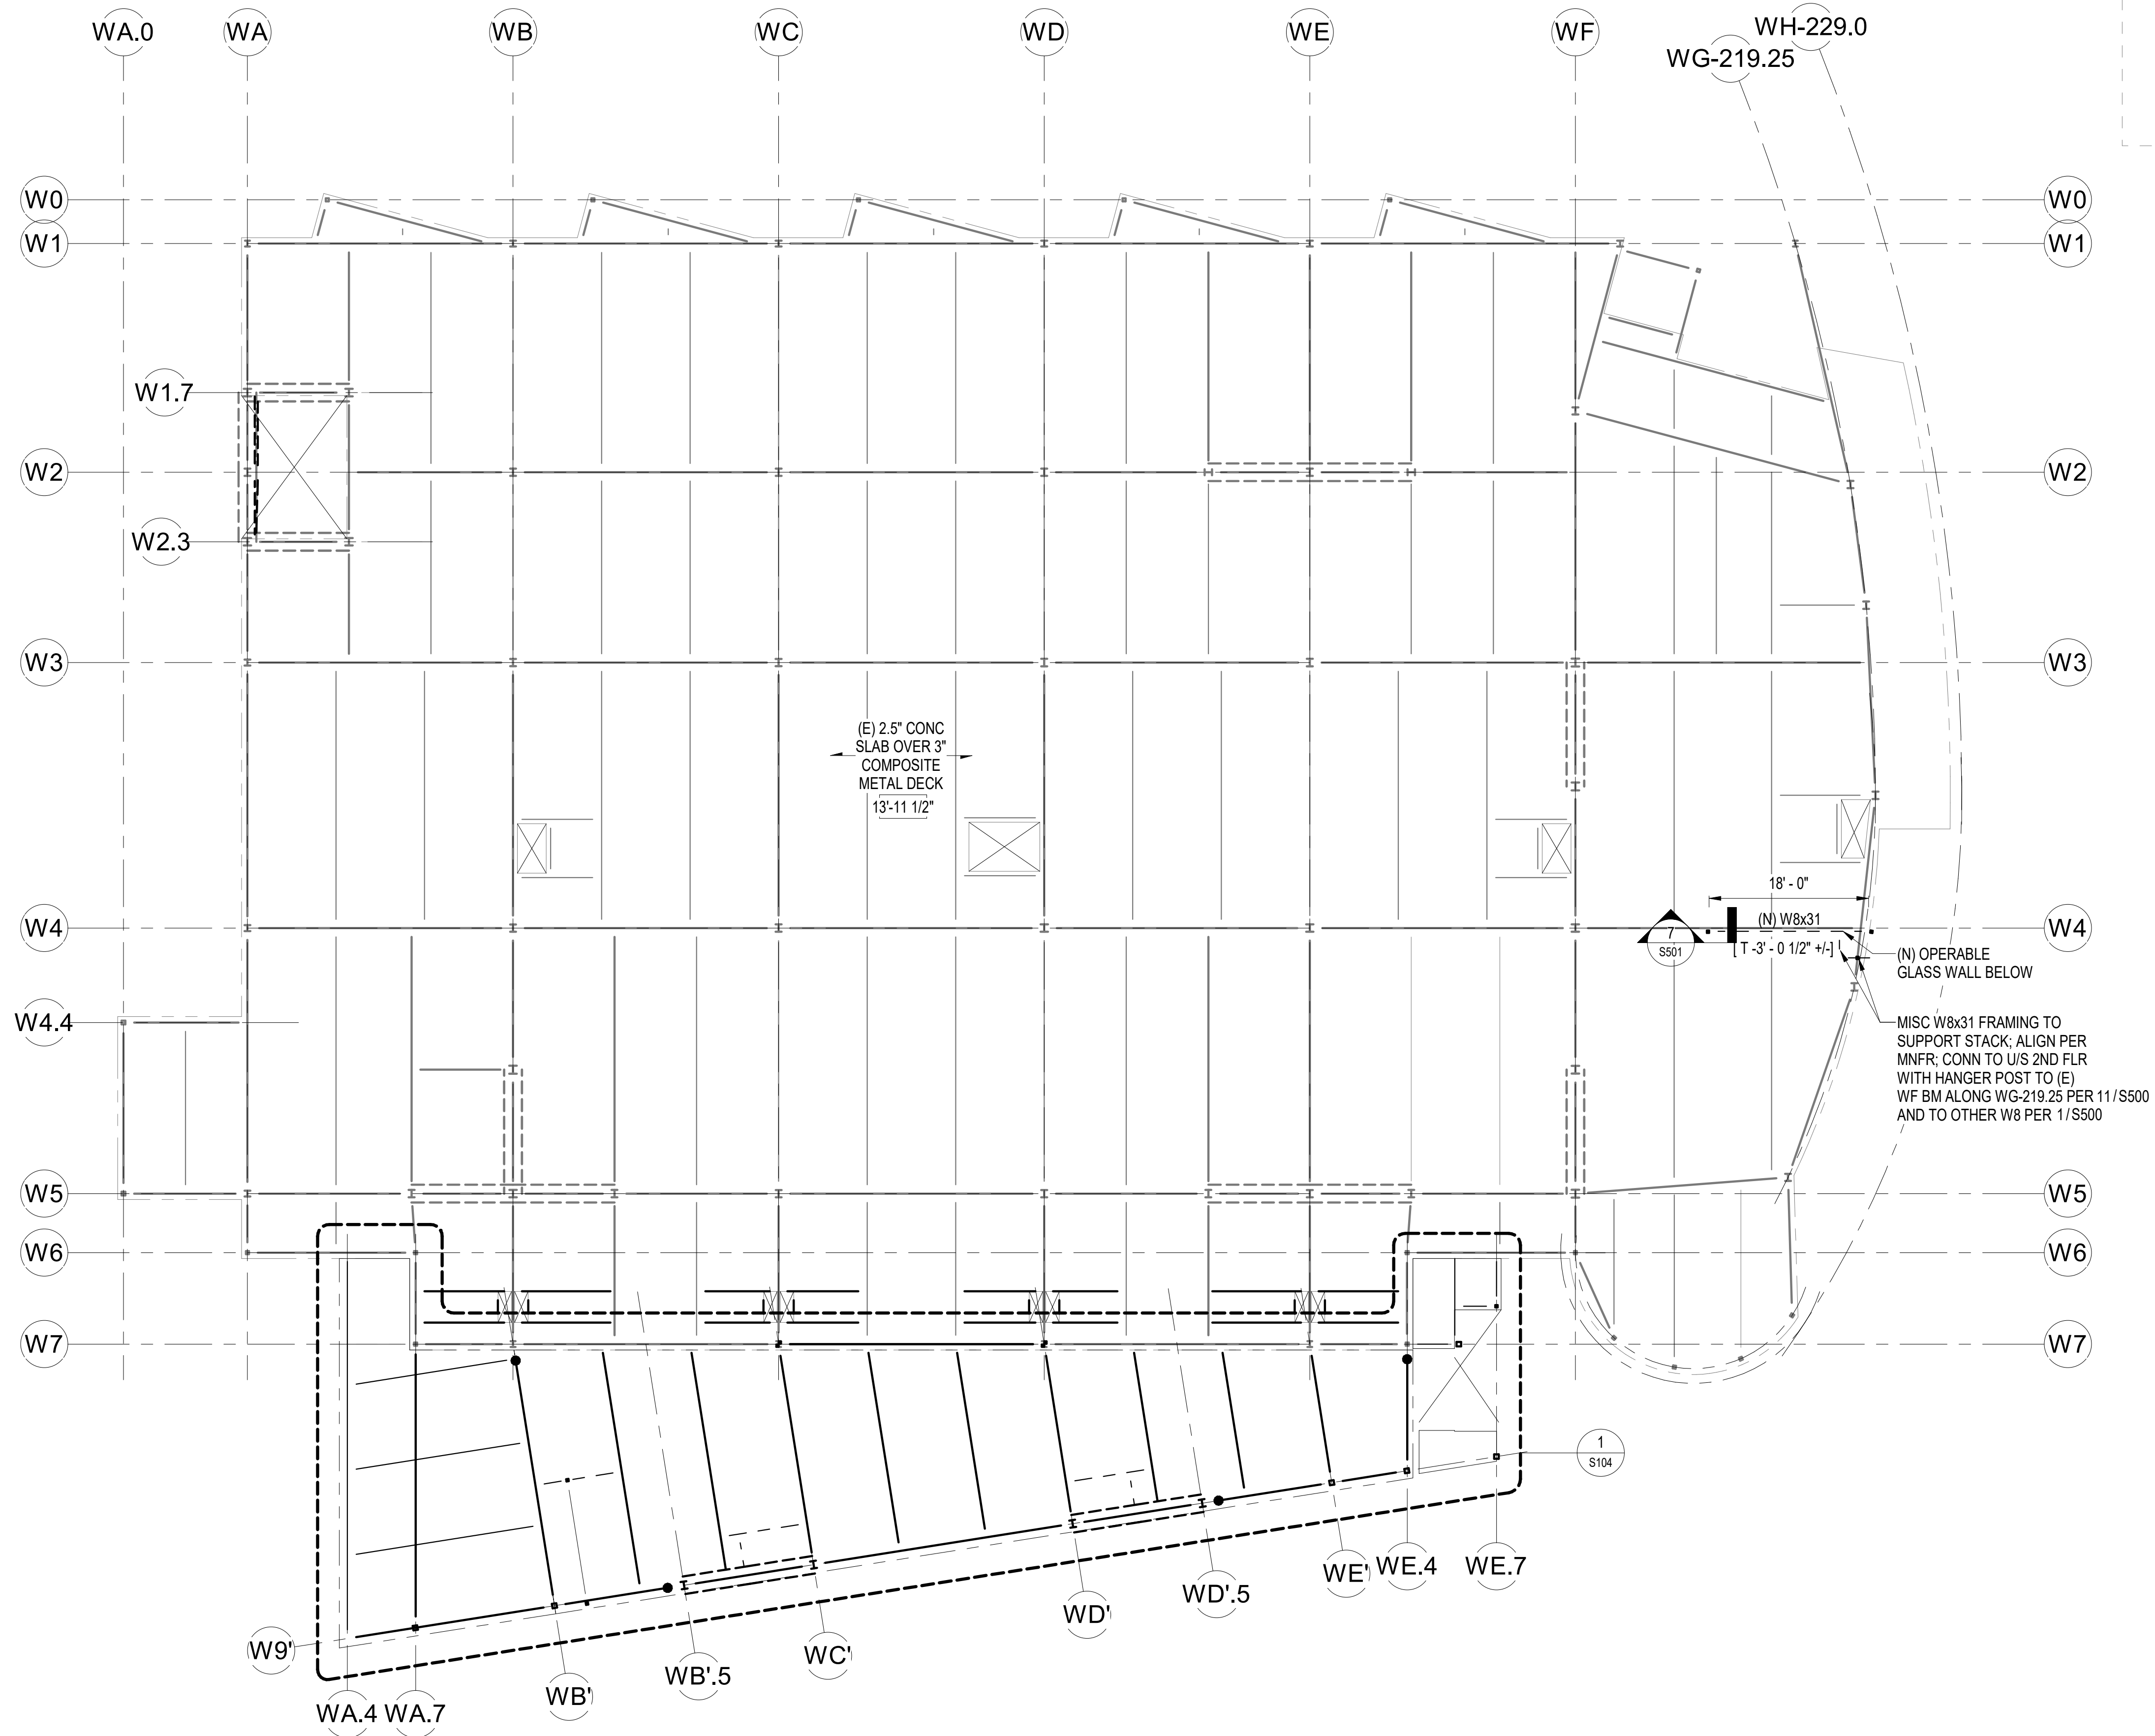 WH-229.0
WA.0
WA
WB
WC
WD
WE
WF
WG-219.25
W0
W0
W1
W1
W1.7
W2
W2
W2.3
W3
W3
(E) 2.5" CONC
SLAB OVER 3"
COMPOSITE
METAL DECK
13'-11 1/2"
18' - 0"
W4
(N) W8x31
W4
7
S501
[ T -3' - 0 1/2" +/-]
(N) OPERABLE
GLASS WALL BELOW
W4.4
MISC W8x31 FRAMING TO
SUPPORT STACK; ALIGN PER
MNFR; CONN TO U/S 2ND FLR
WITH HANGER POST TO (E)
WF BM ALONG WG-219.25 PER 11/S500
AND TO OTHER W8 PER 1/S500
W5
W5
W6
W6
W7
W7
1
S104
WE'
WE.4
WE.7
WD'.5
WD'
W9'
WC'
WB'.5
WB'
WA.4
WA.7